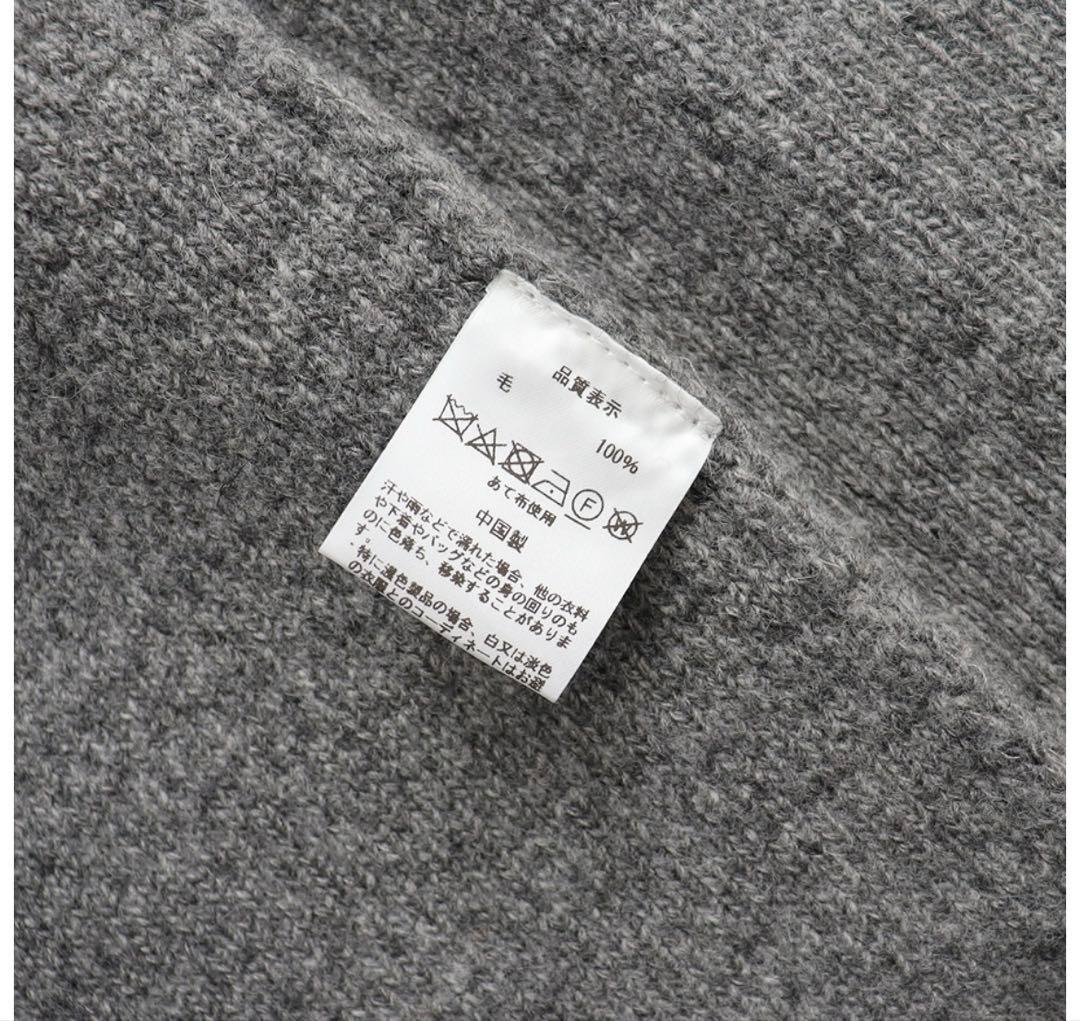 品質表示
毛 100%
F W
あて布使用
中国製
汗や雨などで濡れた場合、他の衣料
や下着やバッグなどの身の回りのも
のに色落ち、移染することがありま
す。
特に濃色製品の場合、白又は淡色
の衣服とのコーディネートはお避